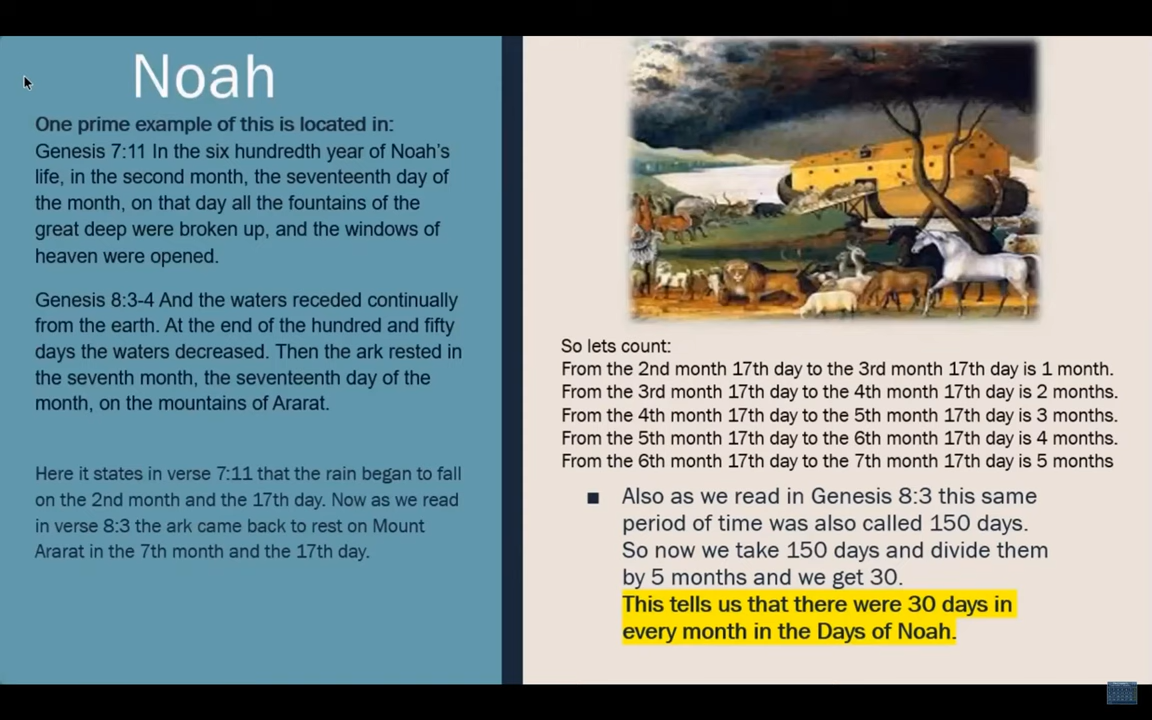 Noah
One prime example of this is located in:
Genesis 7:11 In the six hundredth year of Noah's
life, in the second month, the seventeenth day of
the month, on that day all the fountains of the
great deep were broken up, and the windows of
heaven were opened.
Genesis 8:3-4 And the waters receded continually
from the earth. At the end of the hundred and fifty
days the waters decreased. Then the ark rested in
the seventh month, the seventeenth day of the
month, on the mountains of Ararat.
Here it states in verse 7:11 that the rain began to fall
on the 2nd month and the 17th day. Now as we read
in verse 8:3 the ark came back to rest on Mount
Ararat in the 7th month and the 17th day.
So lets count:
From the 2nd month 17th day to the 3rd month 17th day is 1 month.
From the 3rd month 17th day to the 4th month 17th day is 2 months.
From the 4th month 17th day to the 5th month 17th day is 3 months.
From the 5th month 17th day to the 6th month 17th day is 4 months.
From the 6th month 17th day to the 7th month 17th day is 5 months
■ Also as we read in Genesis 8:3 this same
period of time was also called 150 days.
So now we take 150 days and divide them
by 5 months and we get 30.
This tells us that there were 30 days in
every month in the Days of Noah.